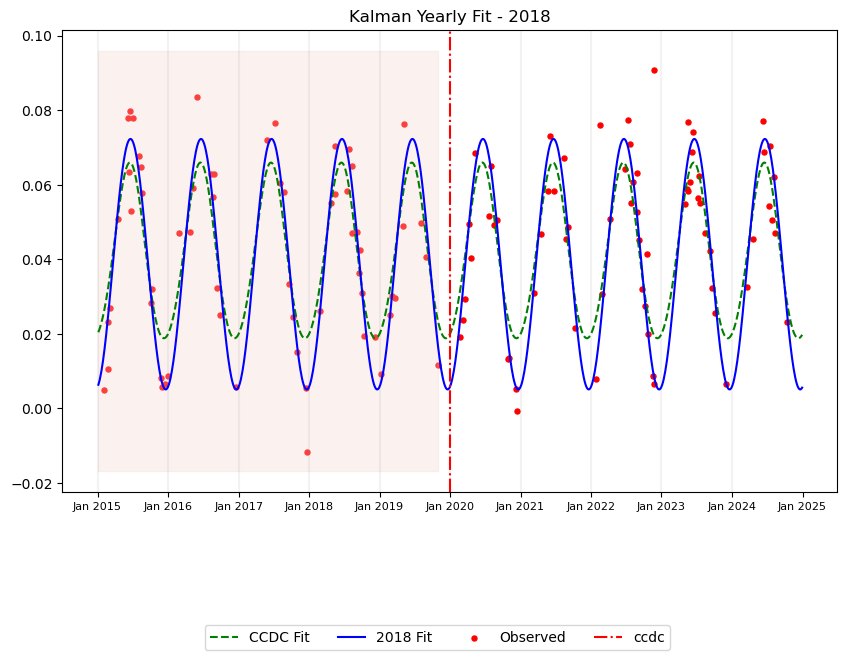 Kalman Yearly Fit - 2018
0.10
0.08
0.06
0.04
0.02
0.00
−0.02
Jan 2015 Jan 2016 Jan 2017 Jan 2018 Jan 2019 Jan 2020 Jan 2021 Jan 2022 Jan 2023 Jan 2024 Jan 2025
CCDC Fit 2018 Fit Observed ccdc